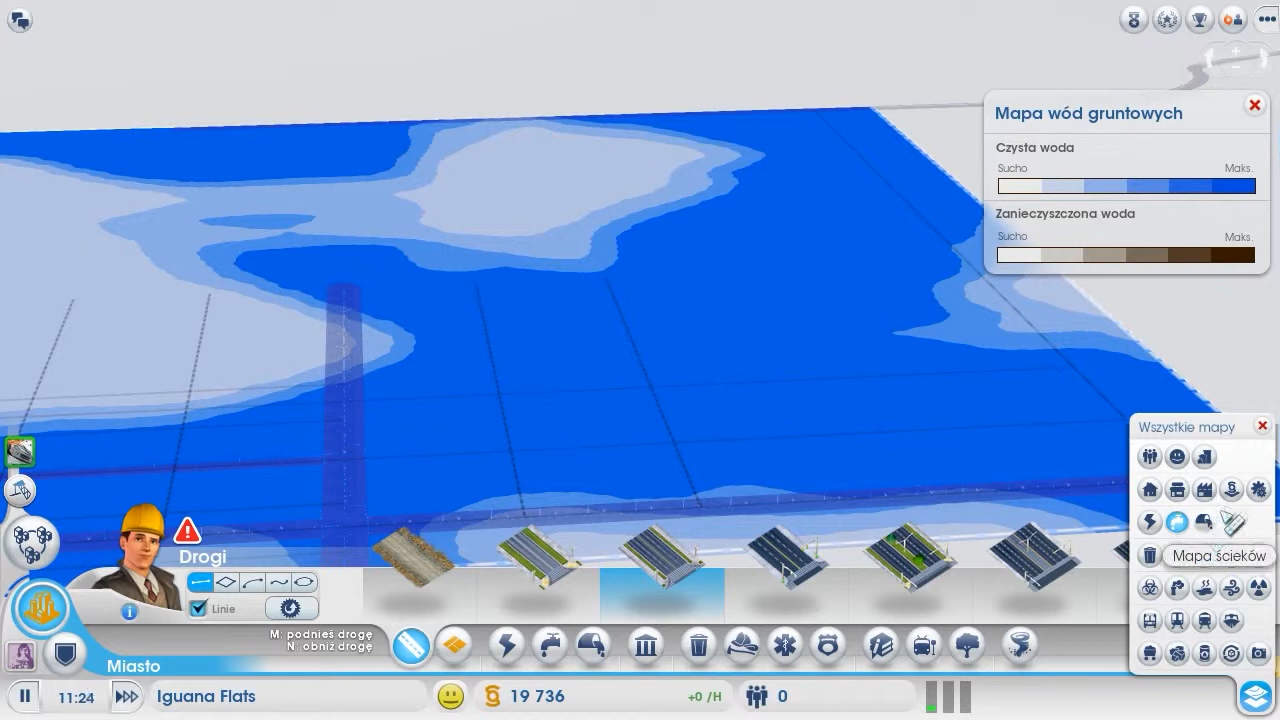 Mapa wód gruntowych
Czysta woda
Sucho Maks.
Zanieczyszczona woda
Sucho Maks.
Wszystkie mapy
Mapa ścieków
Drogi
Linie
M: podnieś drogę
N: obniż drogę
Miasto
11:24 Iguana Flats 19 736 +0 /H 0